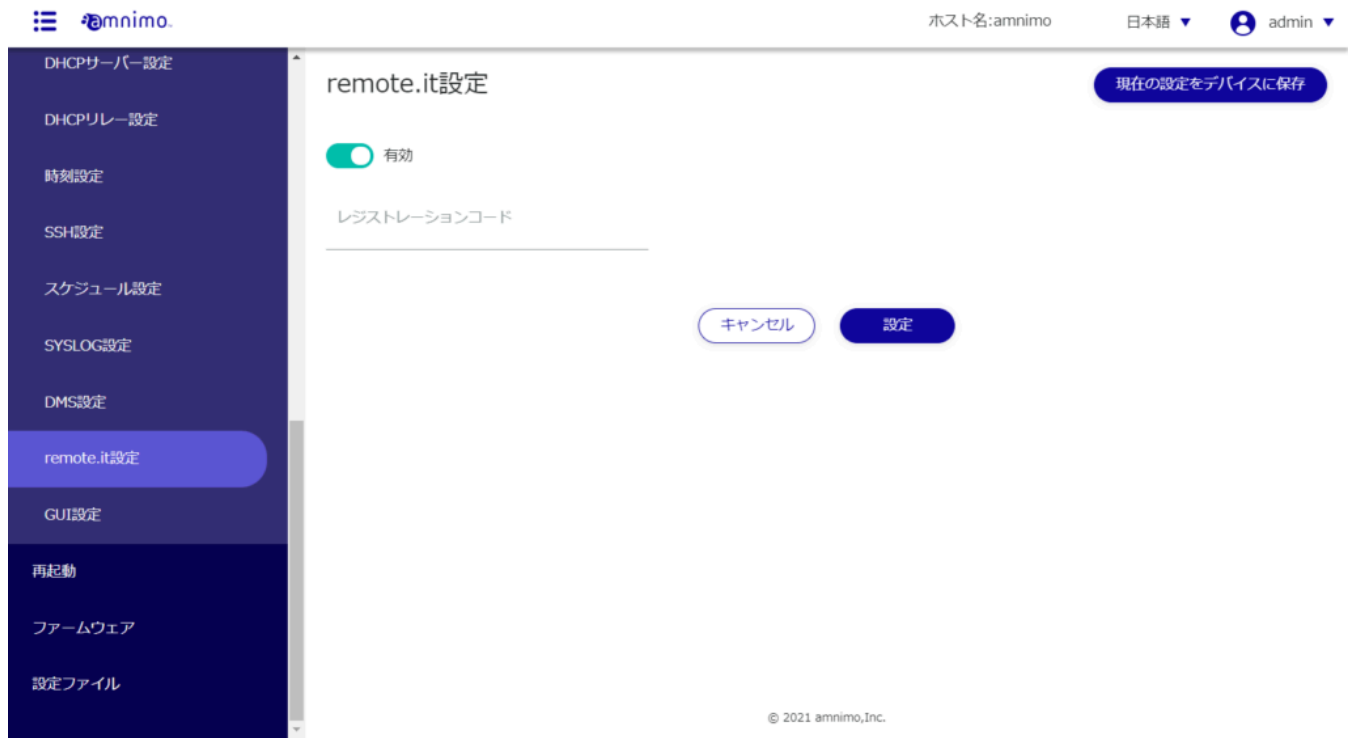 amnimo
ホスト名:amnimo
日本語 ▼
admin ▼
DHCPサーバー設定
DHCPリレー設定
時刻設定
SSH設定
スケジュール設定
SYSLOG設定
DMS設定
remote.it設定
GUI設定
再起動
ファームウェア
設定ファイル
remote.it設定
現在の設定をデバイスに保存
有効
レジストレーションコード
キャンセル
設定
© 2021 amnimo,Inc.